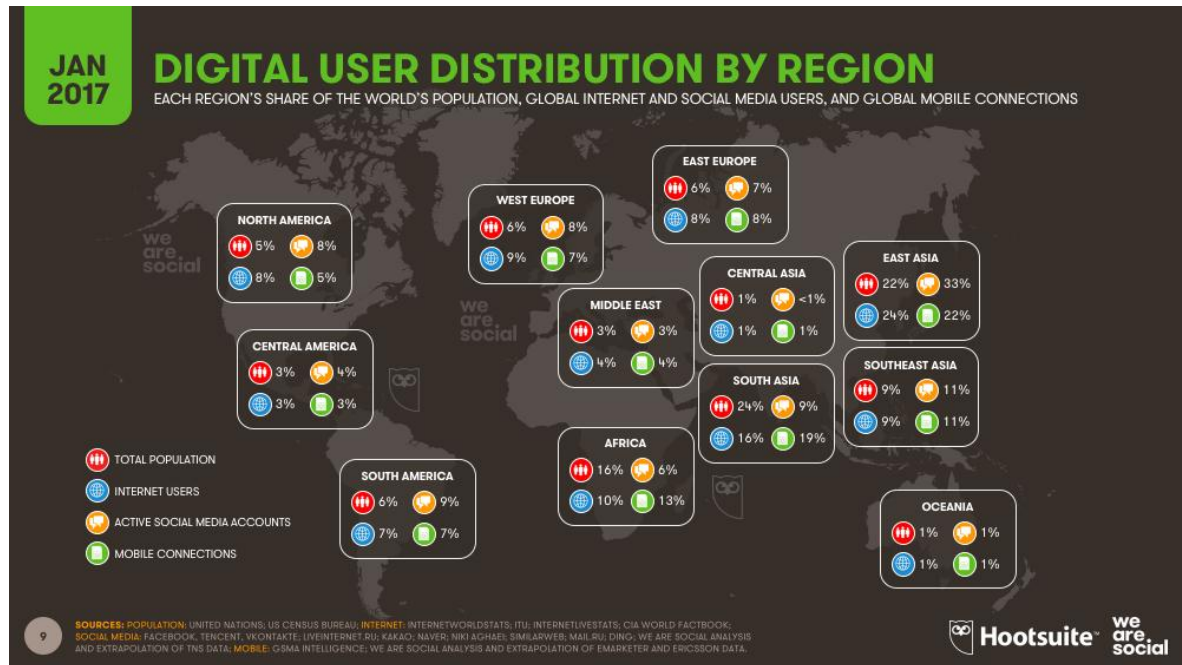 JAN
2017
DIGITAL USER DISTRIBUTION BY REGION
EACH REGION'S SHARE OF THE WORLD'S POPULATION, GLOBAL INTERNET AND SOCIAL MEDIA USERS, AND GLOBAL MOBILE CONNECTIONS
EAST EUROPE
6% 7%
8% 8%
WEST EUROPE
6% 8%
9% 7%
NORTH AMERICA
5% 8%
8% 5%
we
are
social
EAST ASIA
22% 33%
24% 22%
CENTRAL ASIA
1% <1%
1% 1%
MIDDLE EAST
3% 3%
4% 4%
we
are
social
CENTRAL AMERICA
3% 4%
3% 3%
SOUTHEAST ASIA
9% 11%
9% 11%
SOUTH ASIA
24% 9%
16% 19%
AFRICA
16% 6%
10% 13%
SOUTH AMERICA
6% 9%
7% 7%
OCEANIA
1% 1%
1% 1%
TOTAL POPULATION
INTERNET USERS
ACTIVE SOCIAL MEDIA ACCOUNTS
MOBILE CONNECTIONS
9
SOURCES: POPULATION: UNITED NATIONS; US CENSUS BUREAU; INTERNET: INTERNETWORLDSTATS; ITU; INTERNETLIVESTATS; CIA WORLD FACTBOOK;
SOCIAL MEDIA: FACEBOOK, TENCENT, VKONTAKTE; LIVEINTERNET.RU; KAKAO; NAVER; NIKI AGHAEI; SIMILARWEB; MAIL.RU; DING; WE ARE SOCIAL ANALYSIS
AND EXTRAPOLATION OF TNS DATA; MOBILE: GSMA INTELLIGENCE; WE ARE SOCIAL ANALYSIS AND EXTRAPOLATION OF EMARKETER AND ERICSSON DATA.
Hootsuite™
we
are
social